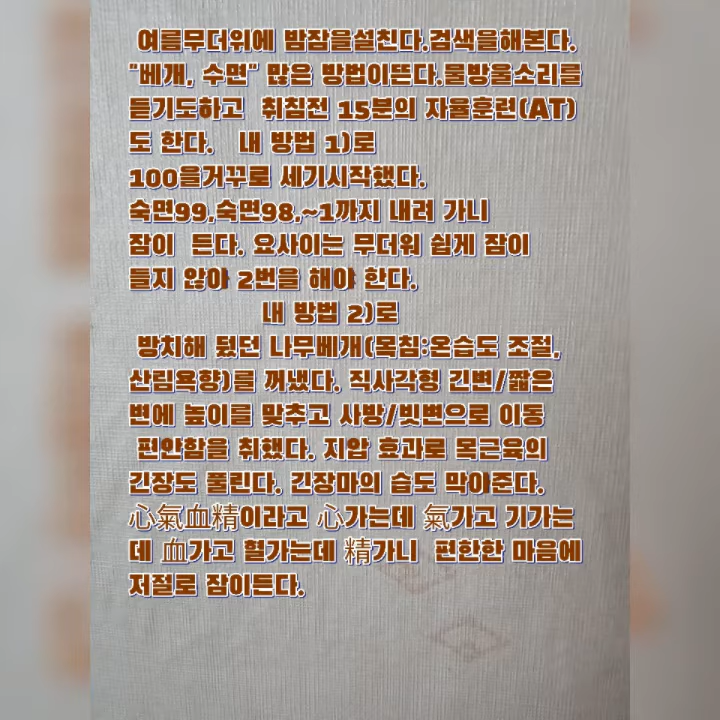 여름무더위에 밤잠을설친다.검색을해본다.
"베개, 수면" 많은 방법이뜬다.물방울소리를
듣기도하고 취침전 15분의 자율훈련(AT)
도 한다. 내 방법 1)로
100을거꾸로 세기시작했다.
숙면99,숙면98,~1까지 내려 가니
잠이 든다. 요사이는 무더워 쉽게 잠이
들지 않아 2번을 해야 한다.
내 방법 2)로
방치해 뒀던 나무베개(목침:온습도 조절,
산림욕향)를 꺼냈다. 직사각형 긴변/짧은
변에 높이를 맞추고 사방/빗변으로 이동
편안함을 취했다. 지압 효과로 목근육의
긴장도 풀린다. 긴장마의 습도 막아준다.
心氣血精이라고 心가는데 氣가고 기가는
데 血가고 혈가는데 精가니 편한한 마음에
저절로 잠이든다.